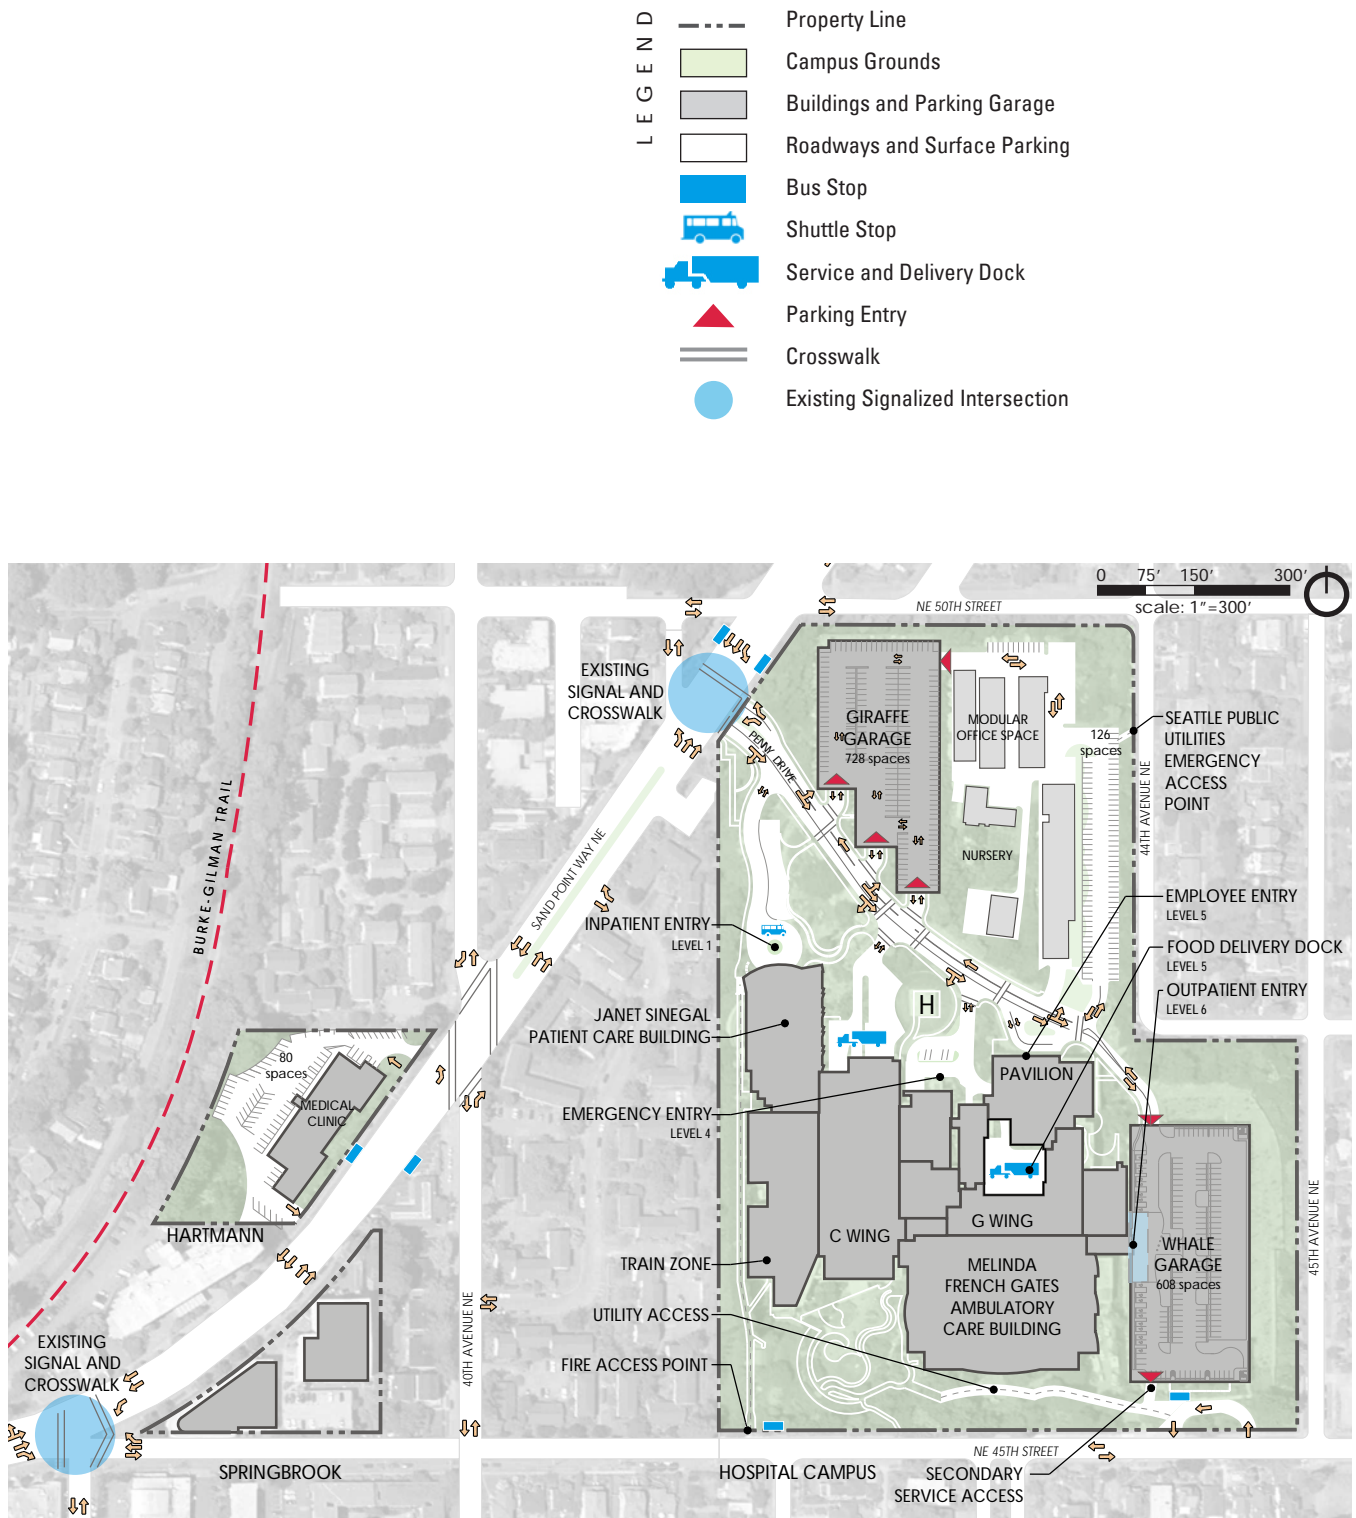 LEGEND
Property Line
Campus Grounds
Buildings and Parking Garage
Roadways and Surface Parking
Bus Stop
Shuttle Stop
Service and Delivery Dock
Parking Entry
Crosswalk
Existing Signalized Intersection
0 75' 150' 300'
scale: 1"=300'
NE 50TH STREET
EXISTING
SIGNAL AND
CROSSWALK
PENNY DRIVE
GIRAFFE
GARAGE
728 spaces
MODULAR
OFFICE SPACE
126
spaces
SEATTLE PUBLIC
UTILITIES
EMERGENCY
ACCESS
POINT
44TH AVENUE NE
BURKE-GILMAN TRAIL
SAND POINT WAY NE
NURSERY
INPATIENT ENTRY
LEVEL 1
EMPLOYEE ENTRY
LEVEL 5
FOOD DELIVERY DOCK
LEVEL 5
OUTPATIENT ENTRY
LEVEL 6
H
JANET SINEGAL
PATIENT CARE BUILDING
80
spaces
MEDICAL
CLINIC
PAVILION
EMERGENCY ENTRY
LEVEL 4
HARTMANN
C WING
G WING
WHALE
GARAGE
608 spaces
45TH AVENUE NE
TRAIN ZONE
MELINDA
FRENCH GATES
AMBULATORY
CARE BUILDING
UTILITY ACCESS
40TH AVENUE NE
EXISTING
SIGNAL AND
CROSSWALK
FIRE ACCESS POINT
NE 45TH STREET
SPRINGBROOK
HOSPITAL CAMPUS
SECONDARY
SERVICE ACCESS